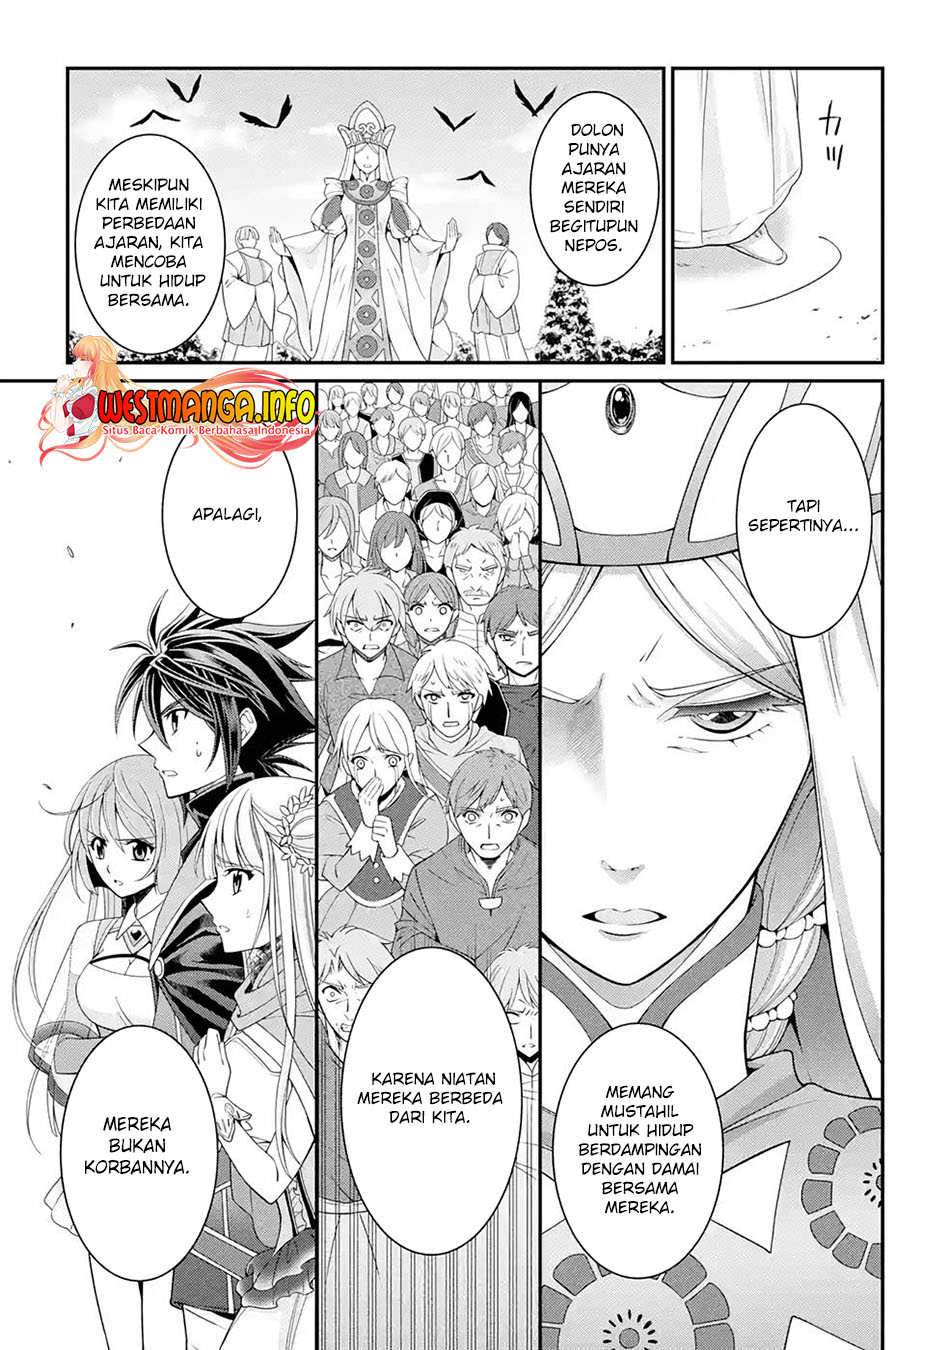 カツ
DOLON
PUNYA
AJARAN
MEREKA
SENDIRI
BEGITUPUN
NEPOS.
MESKIPUN
KITA MEMILIKI
PERBEDAAN
AJARAN, KITA
MENCOBA
UNTUK HIDUP
BERSAMA.
TAPI
SEPERTINYA...
MEMANG
MUSTAHIL
UNTUK HIDUP
BERDAMPINGAN
DENGAN DAMAI
BERSAMA
MEREKA.
KARENA NIATAN
MEREKA BERBEDA
DARI KITA.
WESTMANGA.INFO
Situs Baca Komik Berbahasa Indonesia
APALAGI,
MEREKA
BUKAN
KORBANNYA.